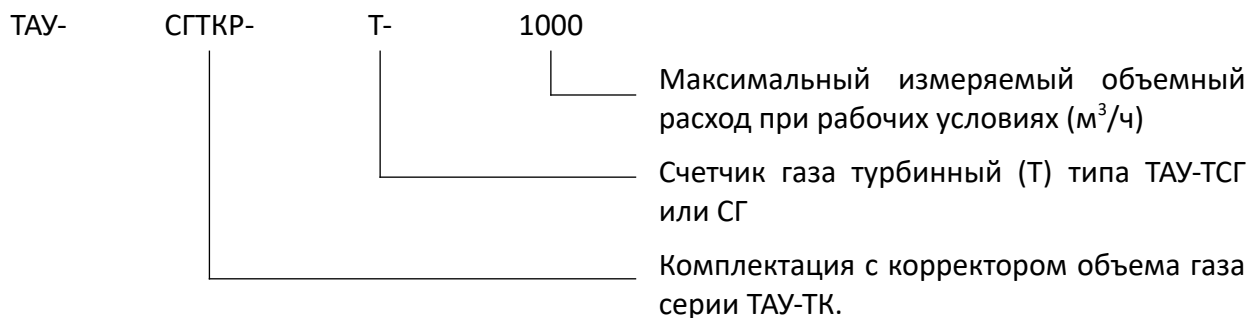 ТАУ- СГТКР- Т- 1000
Максимальный измеряемый объемный
расход при рабочих условиях (м³/ч)
Счетчик газа турбинный (Т) типа ТАУ-ТСГ
или СГ
Комплектация с корректором объема газа
серии ТАУ-ТК.